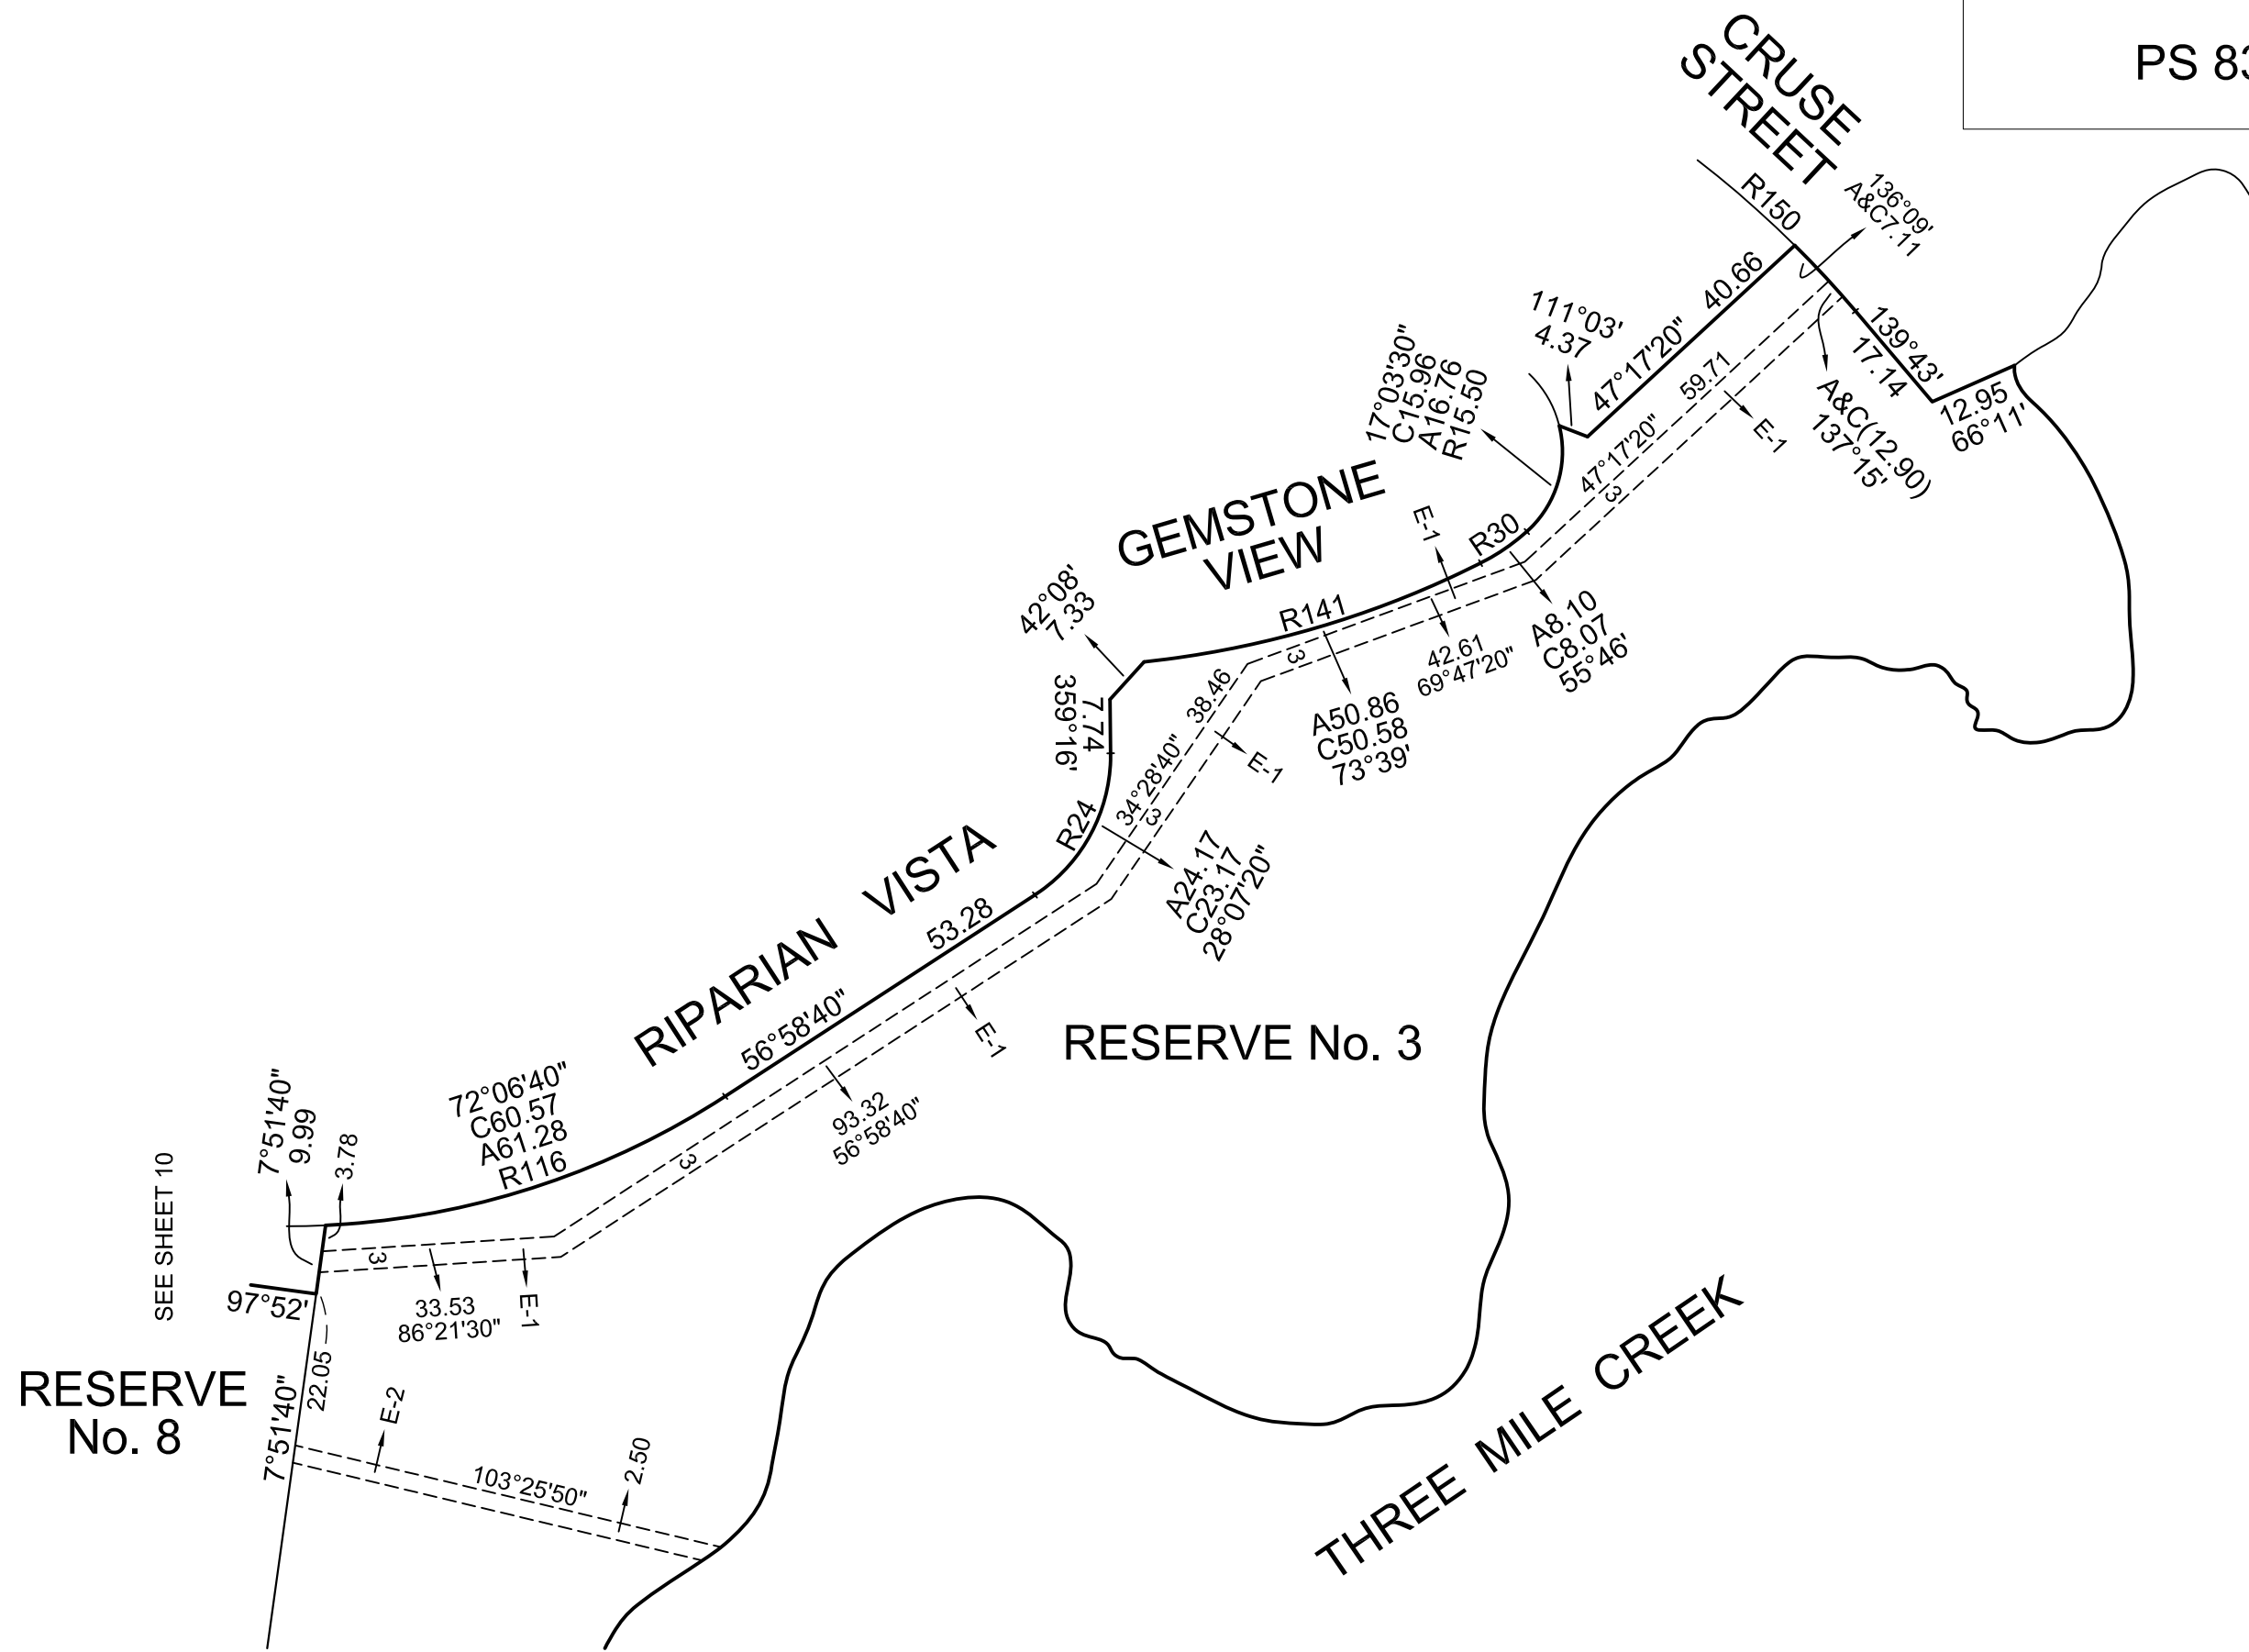 CRUSE
STREET
PS 83
R150
136°09'
A&C7.11
40.66
47°17'20"
111°03'
4.37
17°03'30"
C15.96
A16.76
R15.50
139°43'
17.14
12.95
66°11'
A&C(12.90)
137°15'
59.71
47°17'20"
3
E-1
GEMSTONE
VIEW
E-1
R30
R141
42°08'
7.33
A8.10
C8.07
55°46'
42.61
69°47'20"
3
A50.86
C50.58
73°39'
7.74
359°16'
38.46
34°28'40"
3
E-1
R24
A24.17
C23.17
28°07'20"
RIPARIAN VISTA
53.28
56°58'40"
E-1
RESERVE No. 3
93.32
56°58'40"
3
72°06'40"
C60.57
A61.28
R116
7°51'40"
9.99
3.78
SEE SHEET 10
3
97°52'
33.53
86°21'30"
E-1
22.05
7°51'40"
RESERVE
No. 8
E-2
103°25'50"
2.50
THREE MILE CREEK